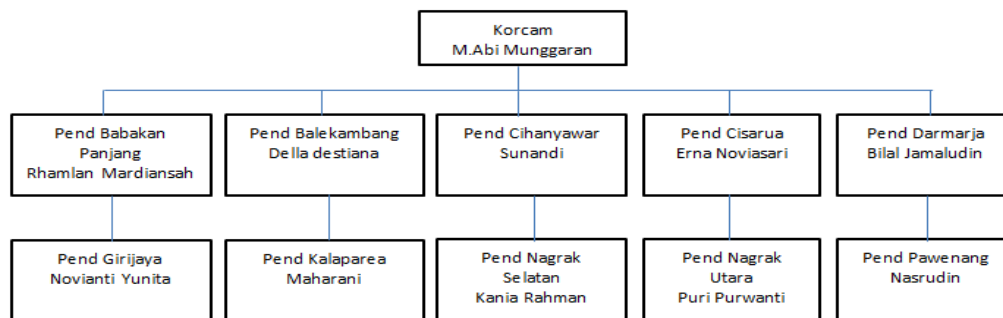 Korcam
M.Abi Munggaran
Pend Babakan
Panjang
Rhamlan Mardiansah
Pend Balekambang
Della destiana
Pend Cihanyawar
Sunandi
Pend Cisarua
Erna Noviasari
Pend Darmarja
Bilal Jamaludin
Pend Girijaya
Novianti Yunita
Pend Kalaparea
Maharani
Pend Nagrak
Selatan
Kania Rahman
Pend Nagrak
Utara
Puri Purwanti
Pend Pawenang
Nasrudin